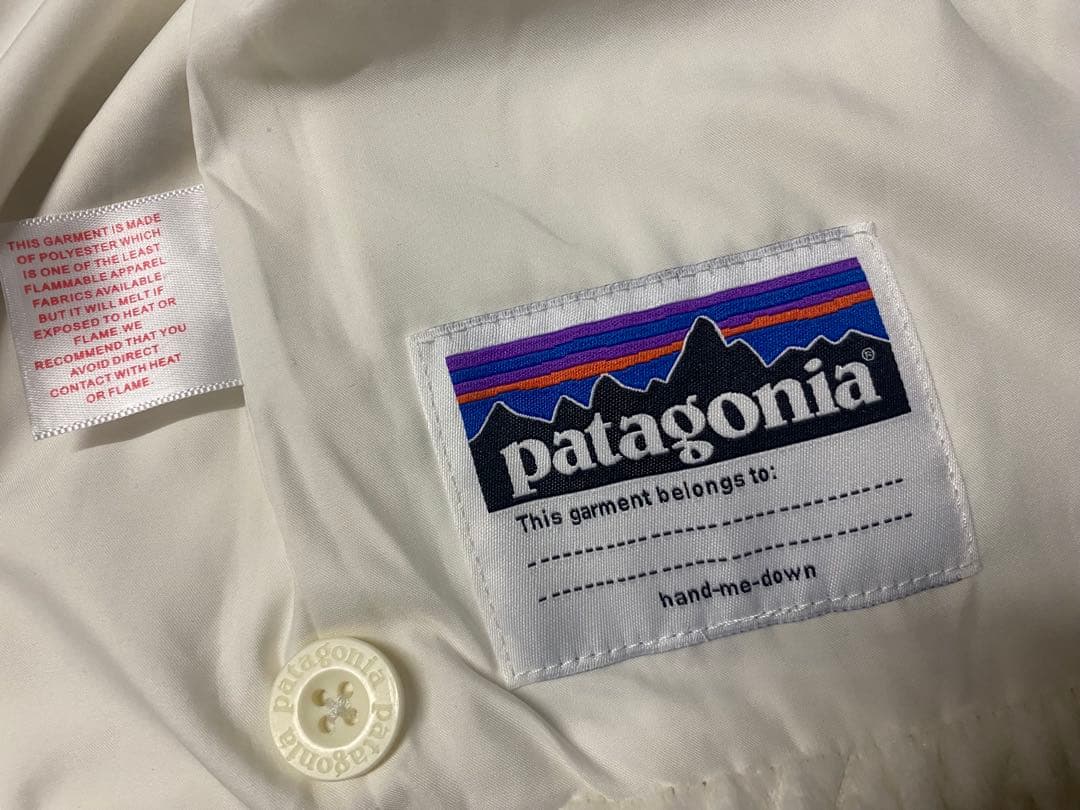 THIS GARMENT IS MADE
OF POLYESTER WHICH
IS ONE OF THE LEAST
FLAMMABLE APPAREL
FABRICS AVAILABLE,
BUT IT WILL MELT IF
EXPOSED TO HEAT OR
FLAME. WE
RECOMMEND THAT YOU
AVOID DIRECT
CONTACT WITH HEAT
OR FLAME.
patagonia®
This garment belongs to:
hand-me-down
patagonia patagonia